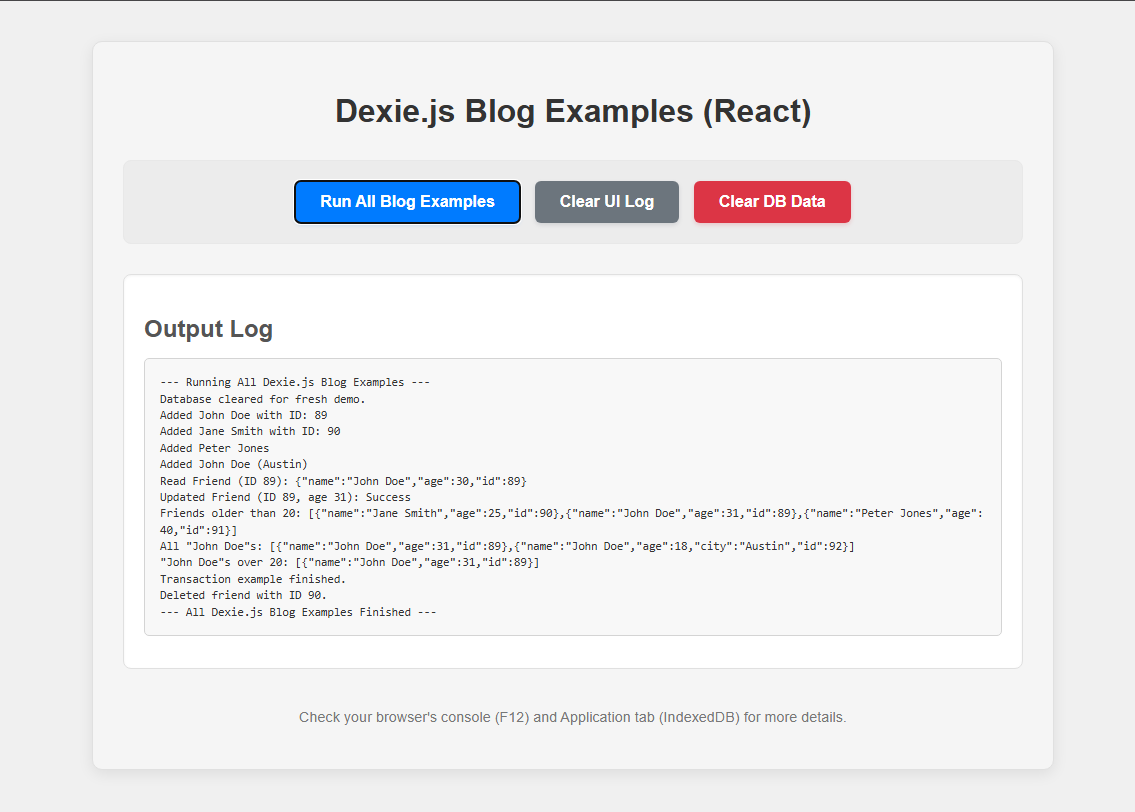 Dexie.js Blog Examples (React)
Run All Blog Examples
Clear UI Log
Clear DB Data
Output Log
--- Running All Dexie.js Blog Examples ---
Database cleared for fresh demo.
Added John Doe with ID: 89
Added Jane Smith with ID: 90
Added Peter Jones
Added John Doe (Austin)
Read Friend (ID 89): {"name":"John Doe","age":30,"id":89}
Updated Friend (ID 89, age 31): Success
Friends older than 20: [{"name":"Jane Smith","age":25,"id":90},{"name":"John Doe","age":31,"id":89},{"name":"Peter Jones","age":
40,"id":91}]
All "John Doe"s: [{"name":"John Doe","age":31,"id":89},{"name":"John Doe","age":18,"city":"Austin","id":92}]
"John Doe"s over 20: [{"name":"John Doe","age":31,"id":89}]
Transaction example finished.
Deleted friend with ID 90.
--- All Dexie.js Blog Examples Finished ---
Check your browser's console (F12) and Application tab (IndexedDB) for more details.